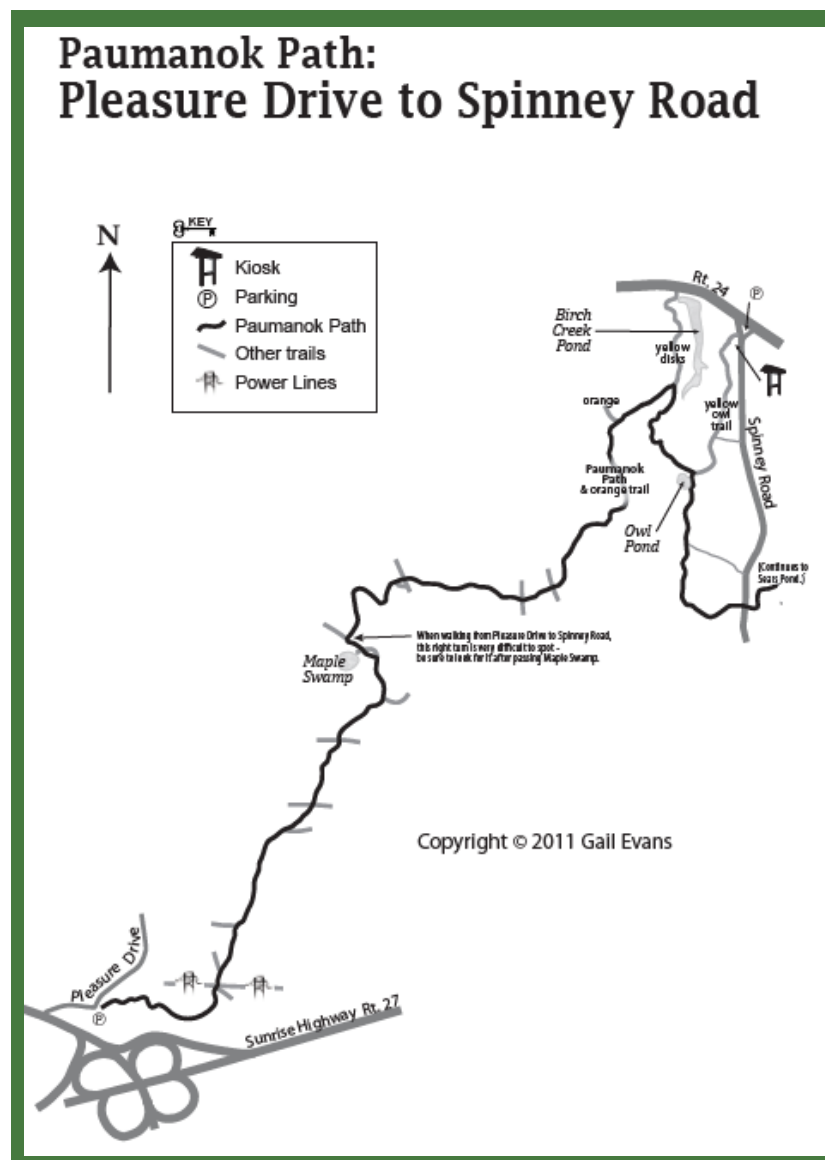 Paumanok Path:
Pleasure Drive to Spinney Road
N
KEY
Kiosk
P Parking
Paumanok Path
Other trails
Power Lines
Rt. 24
P
Birch
Creek
Pond
yellow
disks
orange
yellow
owl
trail
Spinney Road
Paumanok
Path
& orange trail
Owl
Pond
(Continues to
Sears Pond.)
When walking from Pleasure Drive to Spinney Road,
this right turn is very difficult to spot –
be sure to look for it after passing Maple Swamp.
Maple
Swamp
Copyright © 2011 Gail Evans
Pleasure Drive
P
Sunrise Highway Rt. 27